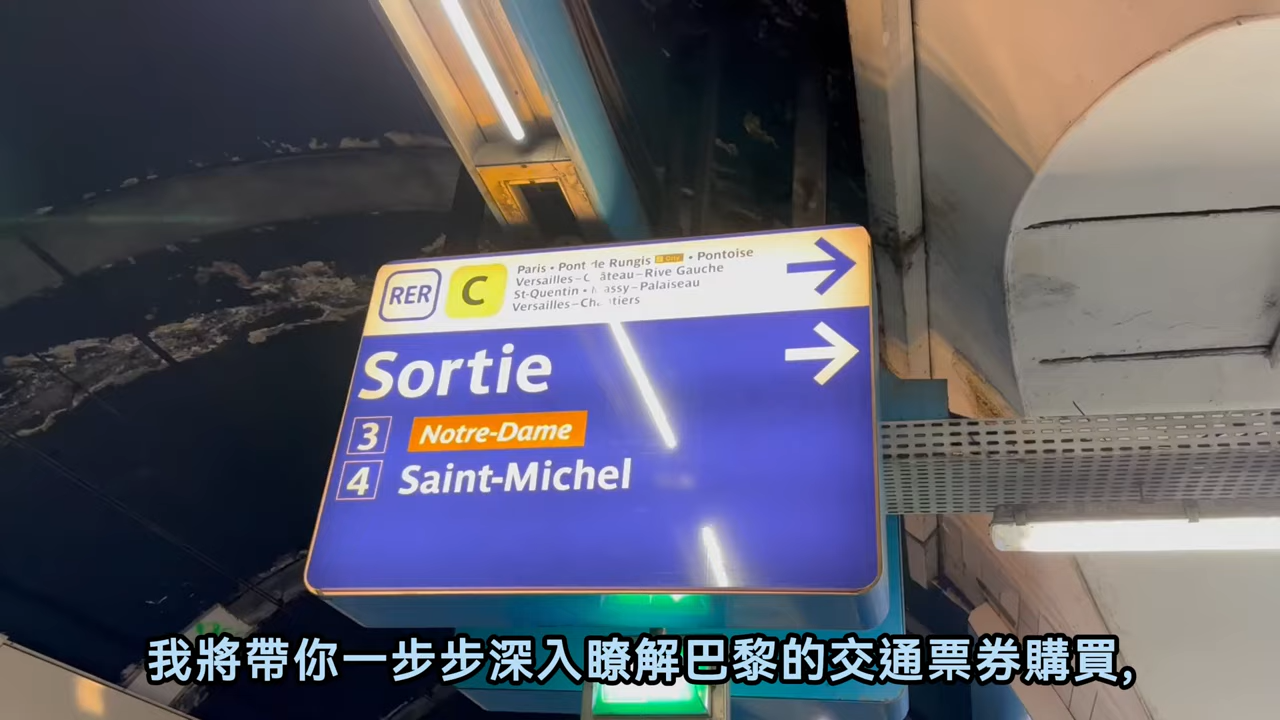 RER C
Paris • Pont de Rungis • Pontoise
Versailles–Château–Rive Gauche
St-Quentin • Massy–Palaiseau
Versailles–Chantiers
Sortie
3 Notre-Dame
4 Saint-Michel
我將帶你一步步深入瞭解巴黎的交通票券購買,